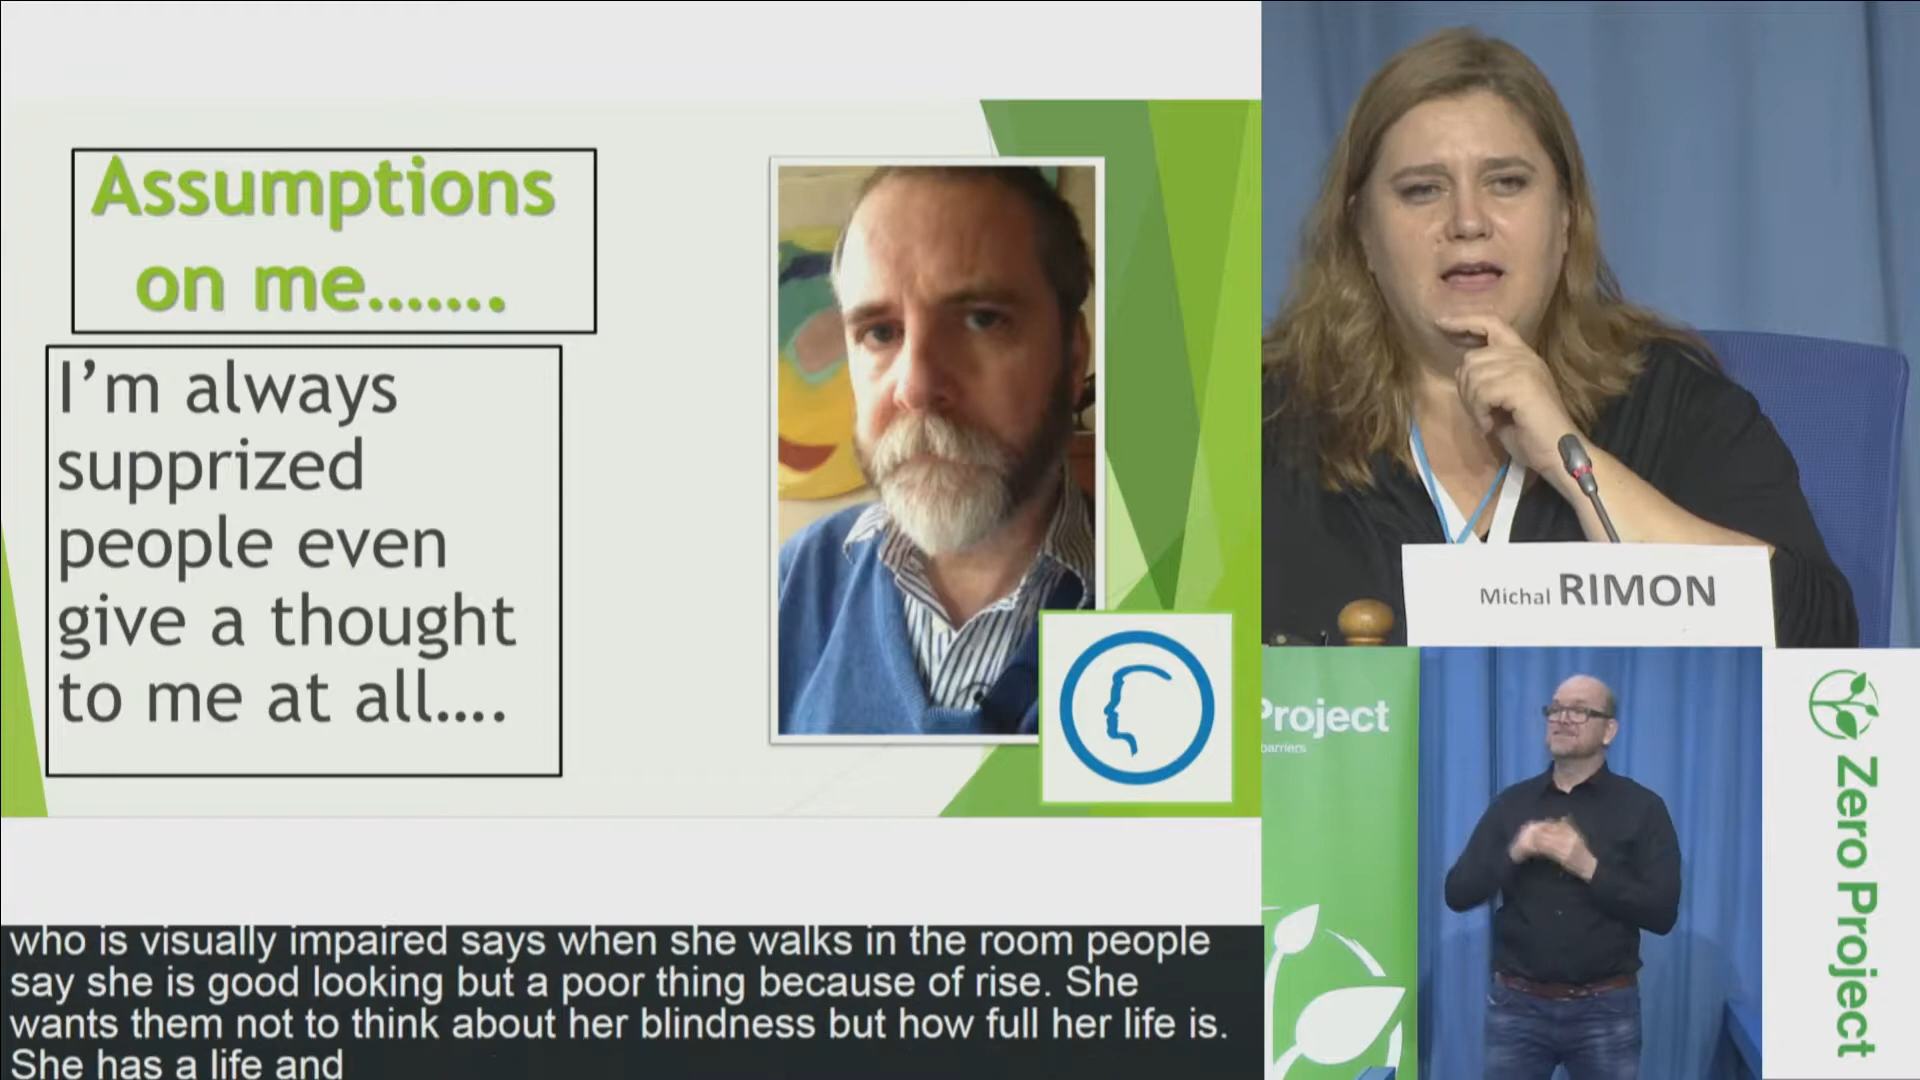 Assumptions
on me.......
I'm always
supprized
people even
give a thought
to me at all....
Michal RIMON
Project
barriers
Zero Project
who is visually impaired says when she walks in the room people
say she is good looking but a poor thing because of rise. She
wants them not to think about her blindness but how full her life is.
She has a life and